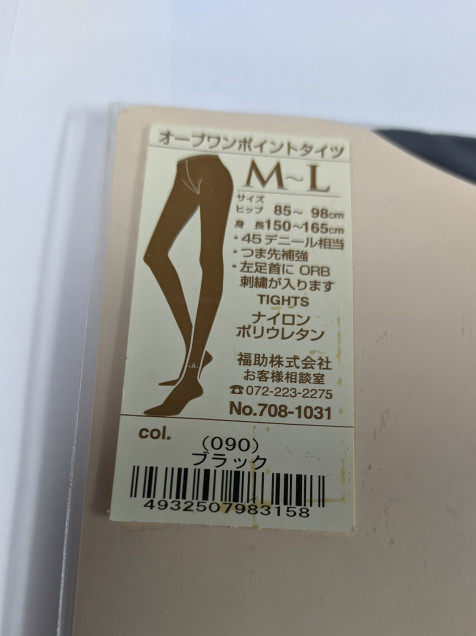 オーブワンポイントタイツ
M~L
サイズ
ヒップ 85~ 98cm
身 長150~165cm
・45デニール相当
・つま先補強
・左足首に ORB
刺繍が入ります
TIGHTS
ナイロン
ポリウレタン
福助株式会社
お客様相談室
☎072-223-2275
No.708-1031
col.
(090)
ブラック
4932507983158